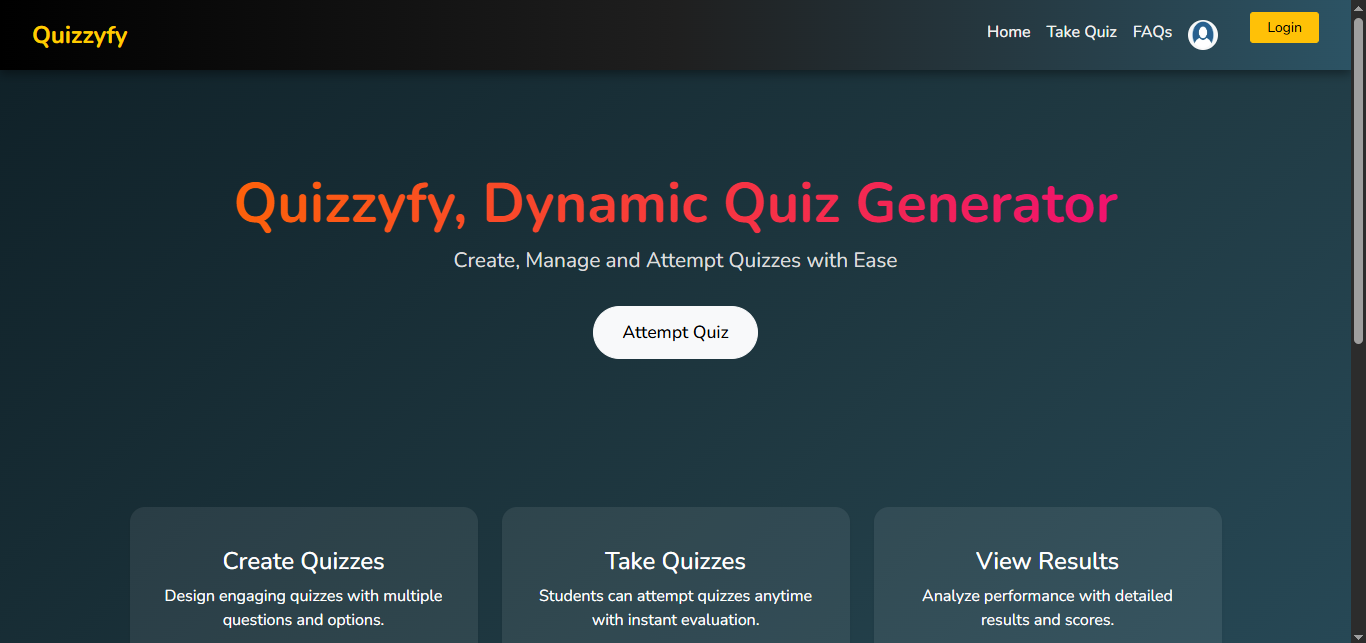 Quizzyfy
Home Take Quiz FAQs Login
Quizzyfy, Dynamic Quiz Generator
Create, Manage and Attempt Quizzes with Ease
Attempt Quiz
Create Quizzes
Design engaging quizzes with multiple
questions and options.
Take Quizzes
Students can attempt quizzes anytime
with instant evaluation.
View Results
Analyze performance with detailed
results and scores.